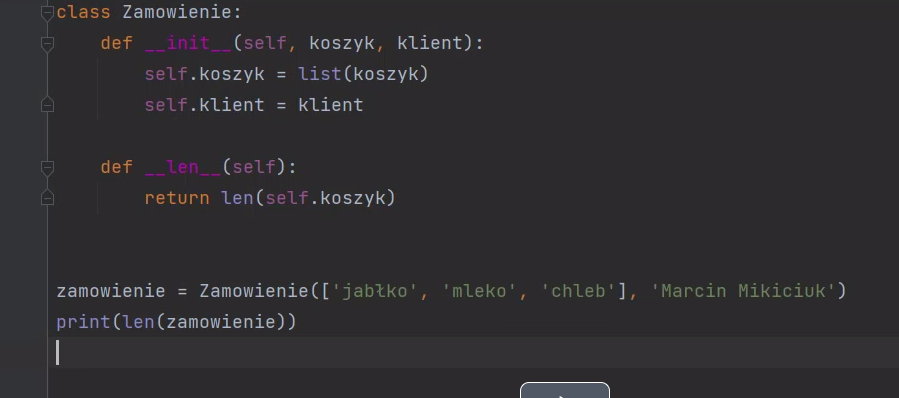 class Zamowienie:
    def __init__(self, koszyk, klient):
        self.koszyk = list(koszyk)
        self.klient = klient
    def __len__(self):
        return len(self.koszyk)
zamowienie = Zamowienie(['jabłko', 'mleko', 'chleb'], 'Marcin Mikiciuk')
print(len(zamowienie))